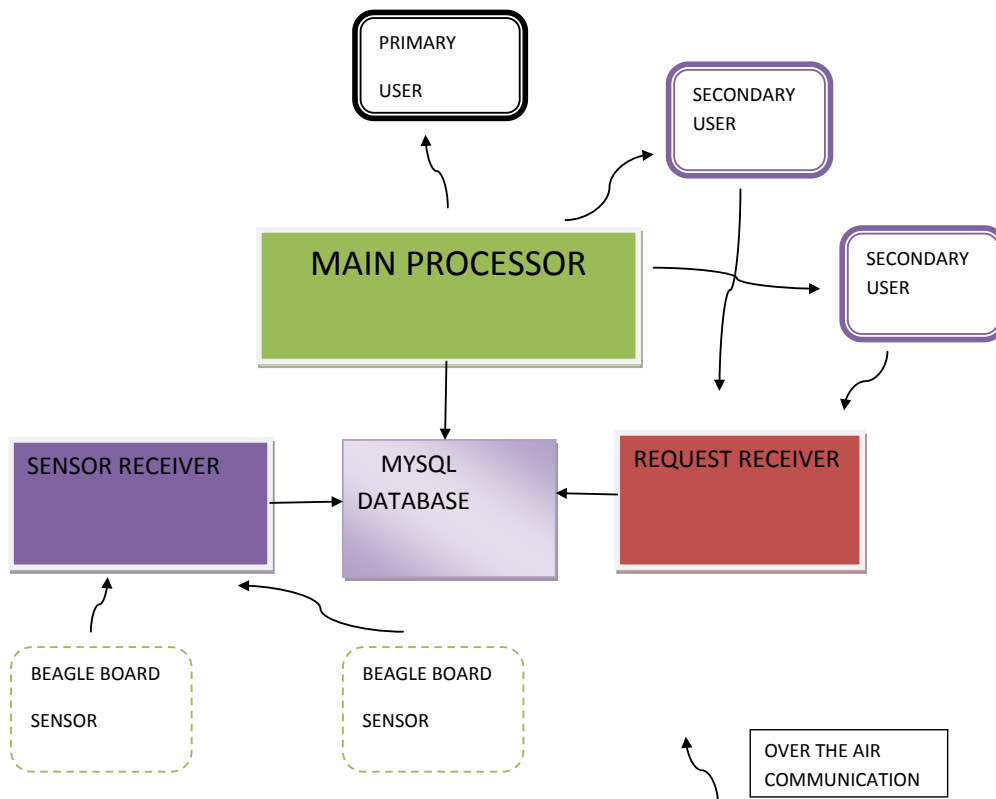 PRIMARY
USER
SECONDARY
USER
MAIN PROCESSOR
SECONDARY
USER
SENSOR RECEIVER
MYSQL
DATABASE
REQUEST RECEIVER
BEAGLE BOARD
SENSOR
BEAGLE BOARD
SENSOR
OVER THE AIR
COMMUNICATION